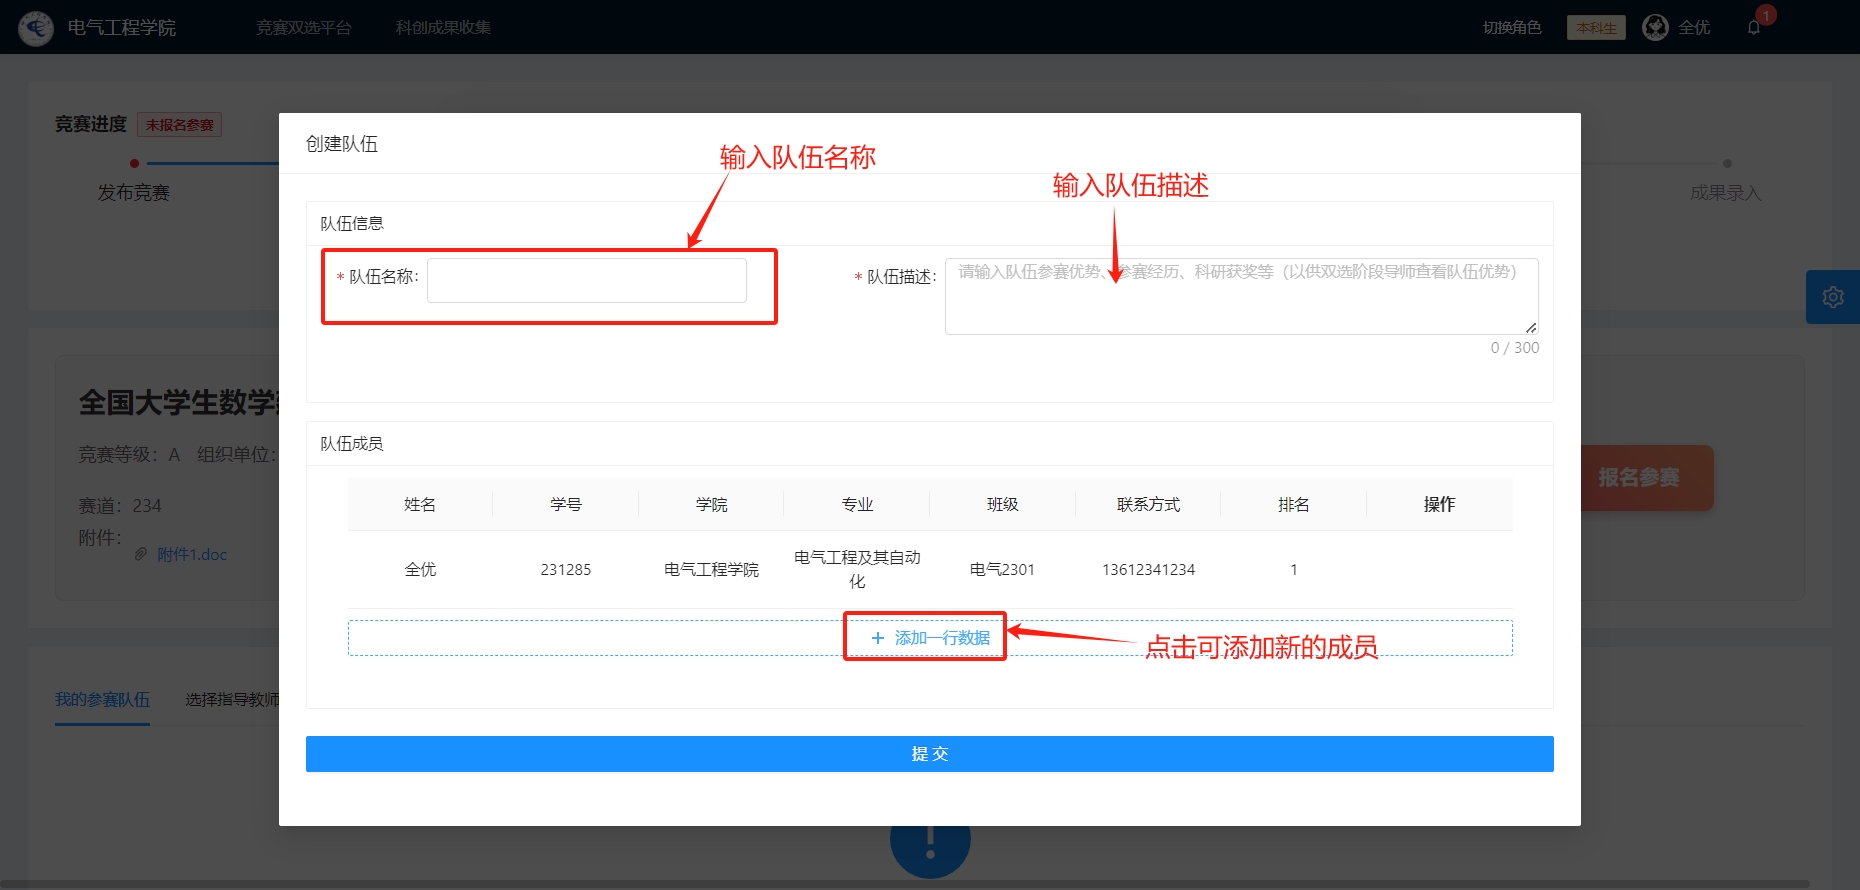 电气工程学院
竞赛双选平台
科创成果收集
切换角色
本科生
全优
1
竞赛进度
未报名参赛
发布竞赛
成果录入
创建队伍
输入队伍名称
输入队伍描述
队伍信息
* 队伍名称：
* 队伍描述：
请输入队伍参赛优势、参赛经历、科研获奖等（以供双选阶段导师查看队伍优势）
0 / 300
全国大学生数学
竞赛等级：A 组织单位：
赛道：234
附件：
附件1.doc
报名参赛
队伍成员
姓名 学号 学院 专业 班级 联系方式 排名 操作
全优 231285 电气工程学院 电气工程及其自动化 电气2301 13612341234 1
+ 添加一行数据
点击可添加新的成员
我的参赛队伍
选择指导教师
提 交